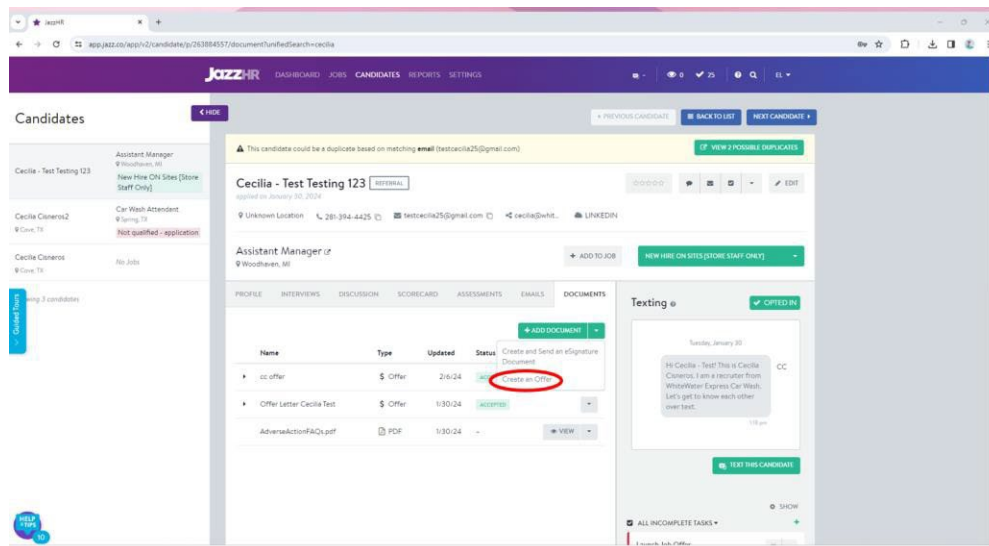 JazzHR
app.jazz.co/app/v2/candidate/p/263884557/document?unifiedSearch=cecilia
JAZZHR DASHBOARD JOBS CANDIDATES REPORTS SETTINGS 0 25 EL
Candidates
HIDE
PREVIOUS CANDIDATE BACK TO LIST NEXT CANDIDATE
Cecilia - Test Testing 123
Assistant Manager
Woodhaven, MI
New Hire ON Sites [Store
Staff Only]
Cecilia Cisneros2
Cove, TX
Car Wash Attendant
Spring, TX
Not qualified - application
Cecilia Cisneros
Cove, TX
No Jobs
3 candidates
Guided Tours
HELP
+TIPS
10
This candidate could be a duplicate based on matching email (testcecilia25@gmail.com)
VIEW 2 POSSIBLE DUPLICATES
Cecilia - Test Testing 123 REFERRAL
applied on January 30, 2024
EDIT
Unknown Location 281-394-4425 testcecilia25@gmail.com cecilia@whit... LINKEDIN
Assistant Manager
Woodhaven, MI
+ ADD TO JOB
NEW HIRE ON SITES [STORE STAFF ONLY]
PROFILE INTERVIEWS DISCUSSION SCORECARD ASSESSMENTS EMAILS DOCUMENTS
+ ADD DOCUMENT
Create and Send an eSignature
Document
Create an Offer
Name Type Updated Status
cc offer $ Offer 2/6/24
Offer Letter Cecilia Test $ Offer 1/30/24 ACCEPTED
AdverseActionFAQs.pdf PDF 1/30/24 - VIEW
Texting
OPTED IN
Tuesday, January 30
Hi Cecilia - Test! This is Cecilia
Cisneros. I am a recruiter from
WhiteWater Express Car Wash.
Let's get to know each other
over text.
CC
TEXT THIS CANDIDATE
SHOW
ALL INCOMPLETE TASKS +
Launch Job Offer